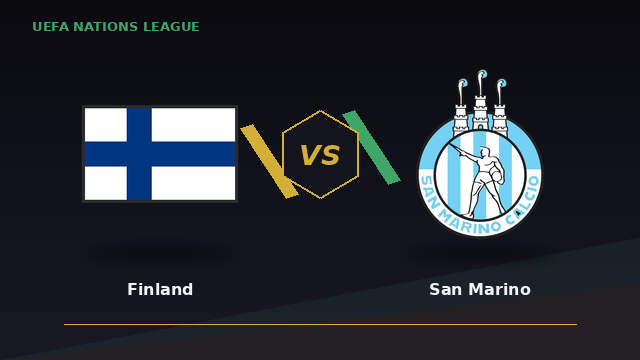 UEFA NATIONS LEAGUE
VS
SAN MARINO CALCIO
Finland
San Marino